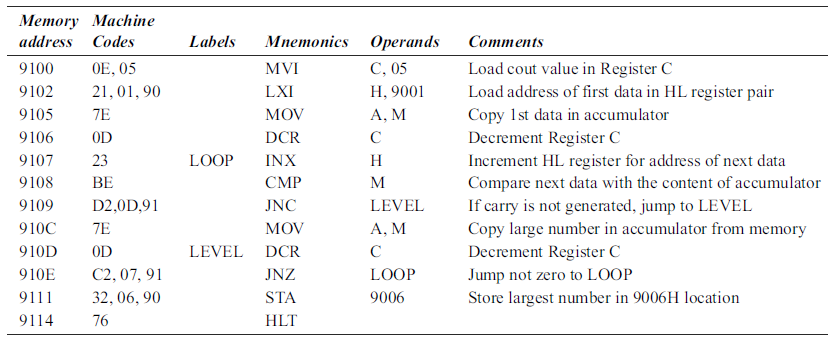 Memory address Machine Codes Labels Mnemonics Operands Comments
9100 0E, 05 MVI C, 05 Load cout value in Register C
9102 21, 01, 90 LXI H, 9001 Load address of first data in HL register pair
9105 7E MOV A, M Copy 1st data in accumulator
9106 0D DCR C Decrement Register C
9107 23 LOOP INX H Increment HL register for address of next data
9108 BE CMP M Compare next data with the content of accumulator
9109 D2,0D,91 JNC LEVEL If carry is not generated, jump to LEVEL
910C 7E MOV A, M Copy large number in accumulator from memory
910D 0D LEVEL DCR C Decrement Register C
910E C2, 07, 91 JNZ LOOP Jump not zero to LOOP
9111 32, 06, 90 STA 9006 Store largest number in 9006H location
9114 76 HLT